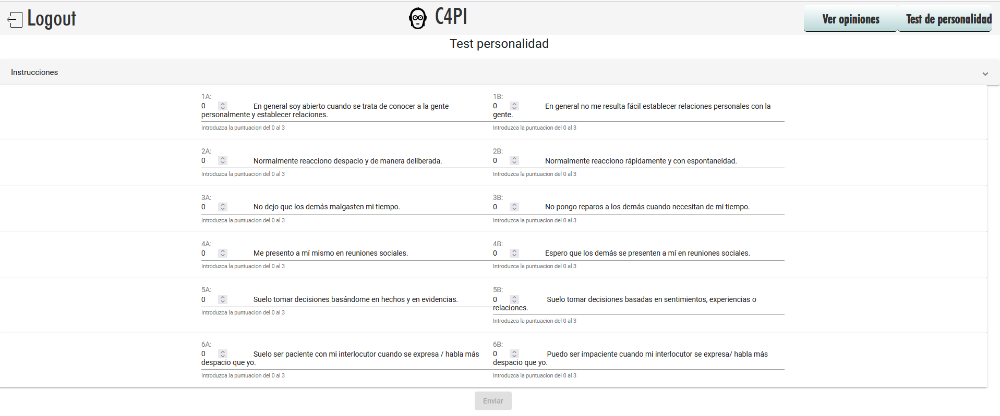 Logout
C4PI
Ver opiniones
Test de personalidad
Test personalidad
Instrucciones
1A:
0 En general soy abierto cuando se trata de conocer a la gente
personalmente y establecer relaciones.
Introduzca la puntuacion del 0 al 3
1B:
0 En general no me resulta fácil establecer relaciones personales con la
gente.
Introduzca la puntuacion del 0 al 3
2A:
0 Normalmente reacciono despacio y de manera deliberada.
Introduzca la puntuacion del 0 al 3
2B:
0 Normalmente reacciono rápidamente y con espontaneidad.
Introduzca la puntuacion del 0 al 3
3A:
0 No dejo que los demás malgasten mi tiempo.
Introduzca la puntuacion del 0 al 3
3B:
0 No pongo reparos a los demás cuando necesitan de mi tiempo.
Introduzca la puntuacion del 0 al 3
4A:
0 Me presento a mí mismo en reuniones sociales.
Introduzca la puntuacion del 0 al 3
4B:
0 Espero que los demás se presenten a mí en reuniones sociales.
Introduzca la puntuacion del 0 al 3
5A:
0 Suelo tomar decisiones basándome en hechos y en evidencias.
Introduzca la puntuacion del 0 al 3
5B:
0 Suelo tomar decisiones basadas en sentimientos, experiencias o
relaciones.
Introduzca la puntuacion del 0 al 3
6A:
0 Suelo ser paciente con mi interlocutor cuando se expresa / habla más
despacio que yo.
Introduzca la puntuacion del 0 al 3
6B:
0 Puedo ser impaciente cuando mi interlocutor se expresa/ habla más
despacio que yo.
Introduzca la puntuacion del 0 al 3
Enviar